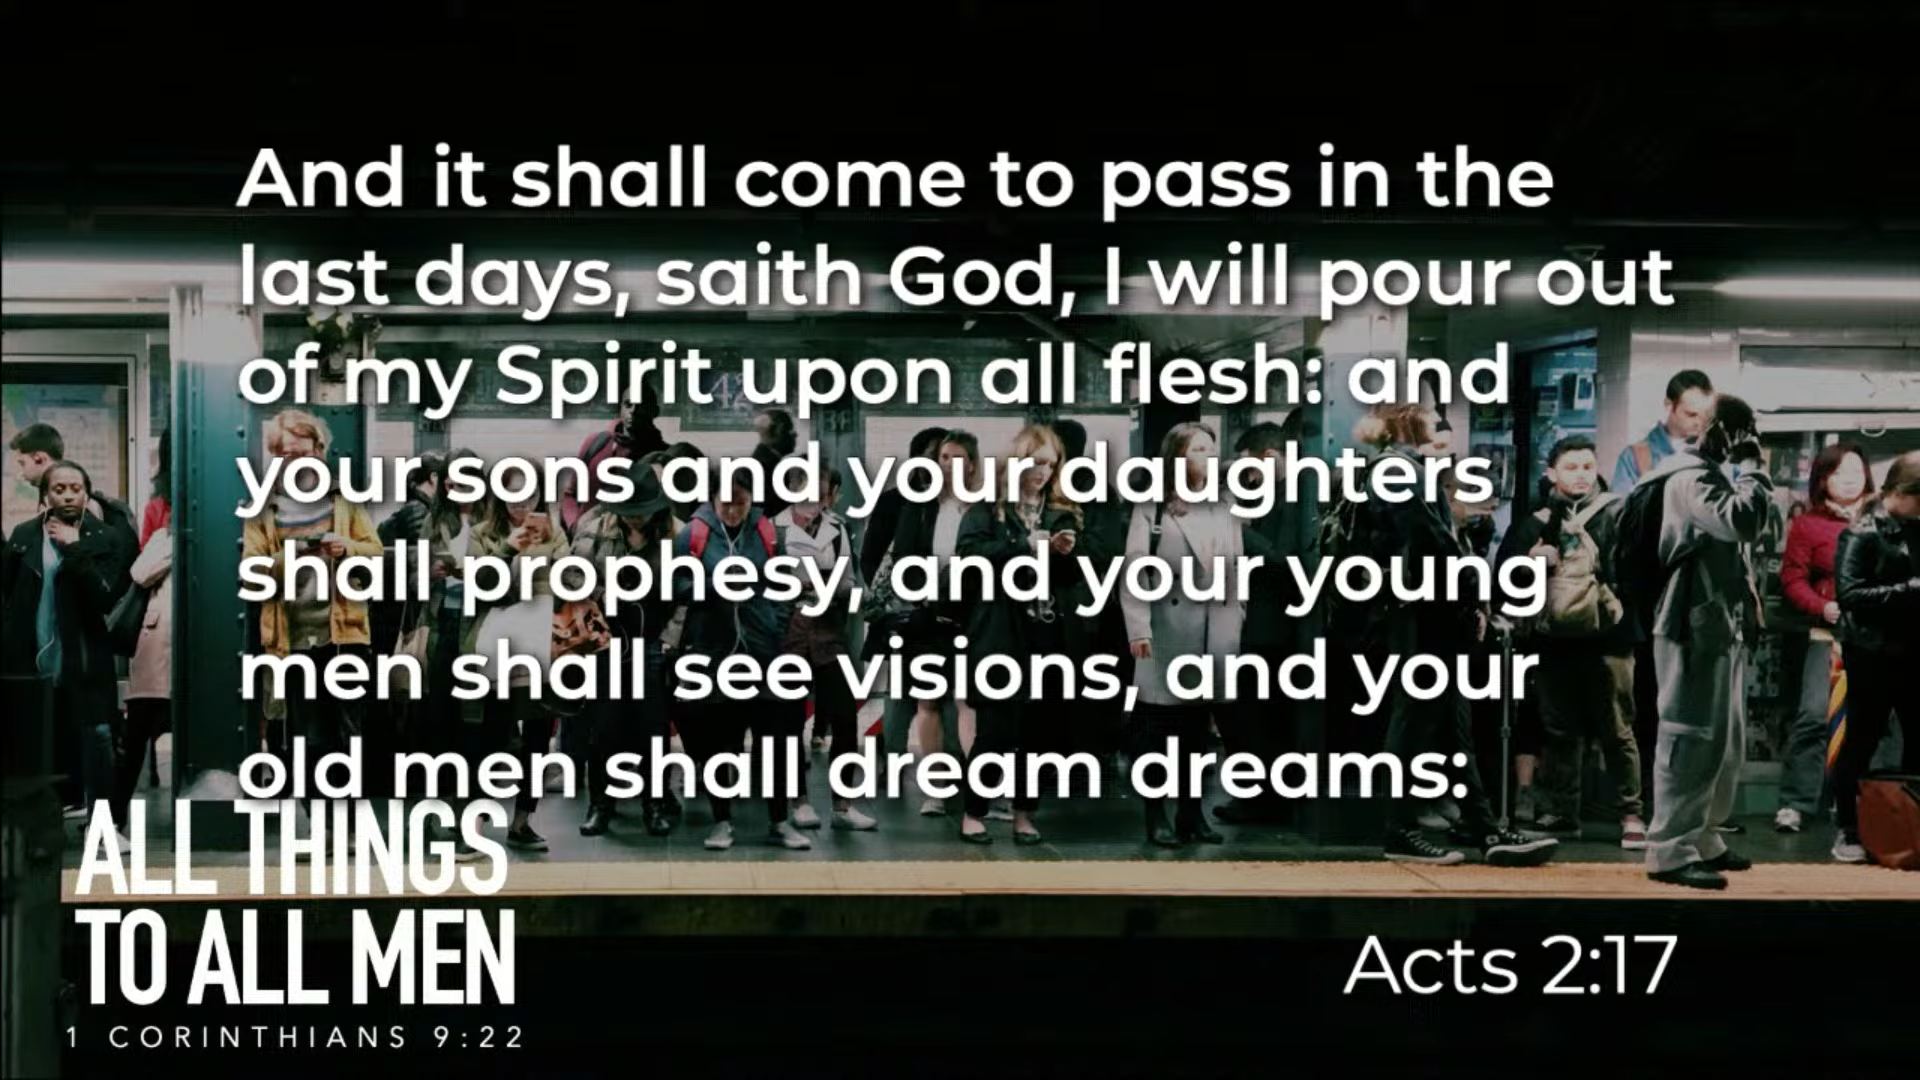 And it shall come to pass in the
last days, saith God, I will pour out
of my Spirit upon all flesh: and
your sons and your daughters
shall prophesy, and your young
men shall see visions, and your
old men shall dream dreams:
ALL THINGS
TO ALL MEN
1 CORINTHIANS 9:22
Acts 2:17